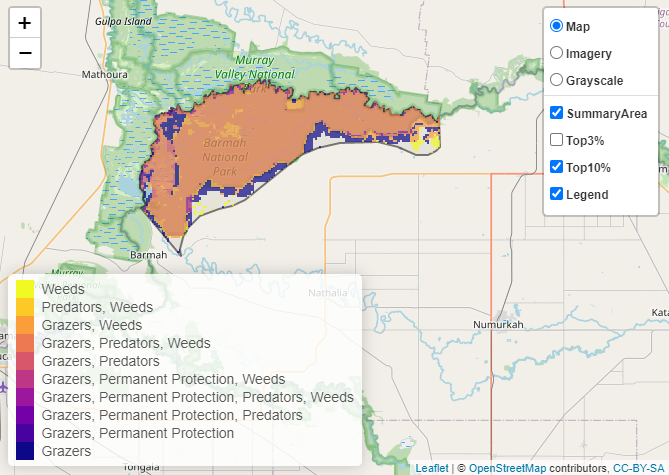 +
−
Gulpa Island
Mathoura
Murray
Valley National
Park
Barmah
National
Park
Barmah
Nathalia
Numurkah
Tongala
Murray
Map
Imagery
Grayscale
SummaryArea
Top3%
Top10%
Legend
Weeds
Predators, Weeds
Grazers, Weeds
Grazers, Predators, Weeds
Grazers, Predators
Grazers, Permanent Protection, Weeds
Grazers, Permanent Protection, Predators, Weeds
Grazers, Permanent Protection, Predators
Grazers, Permanent Protection
Grazers
Leaflet | © OpenStreetMap contributors, CC-BY-SA